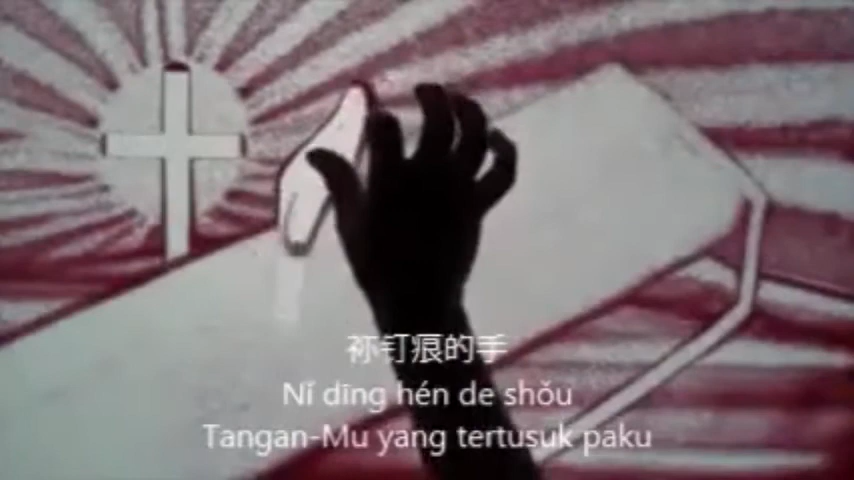 祢钉痕的手
Nǐ dīng hén de shǒu
Tangan-Mu yang tertusuk paku